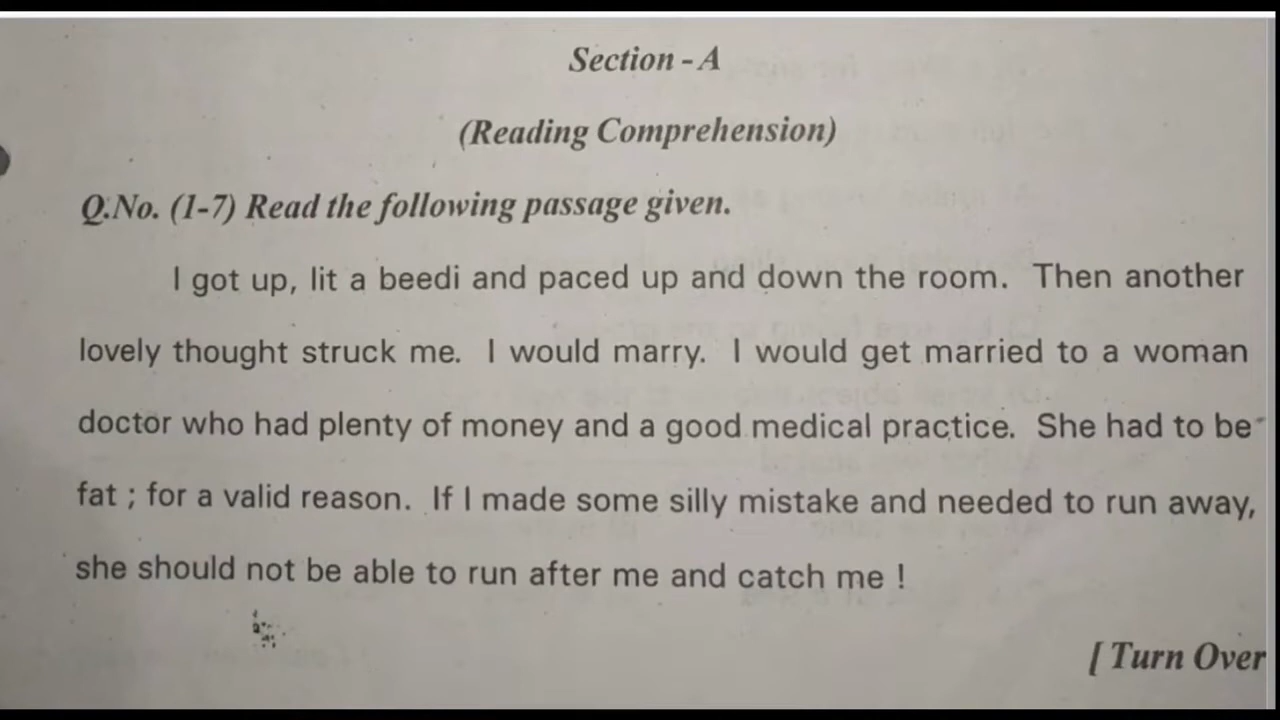 Section - A
(Reading Comprehension)
Q.No. (1-7) Read the following passage given.
I got up, lit a beedi and paced up and down the room. Then another
lovely thought struck me. I would marry. I would get married to a woman
doctor who had plenty of money and a good medical practice. She had to be
fat ; for a valid reason. If I made some silly mistake and needed to run away,
she should not be able to run after me and catch me !
[ Turn Over